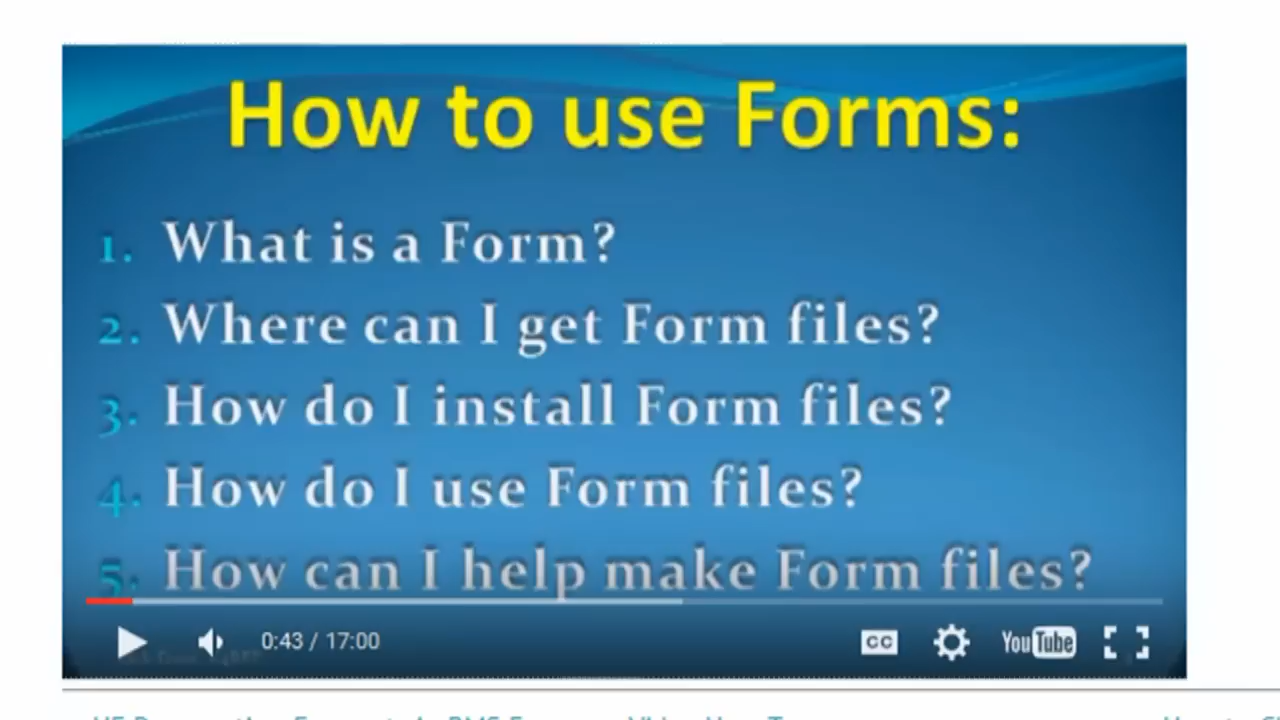 How to use Forms:
1. What is a Form?
2. Where can I get Form files?
3. How do I install Form files?
4. How do I use Form files?
5. How can I help make Form files?
0:43 / 17:00
CC
YouTube